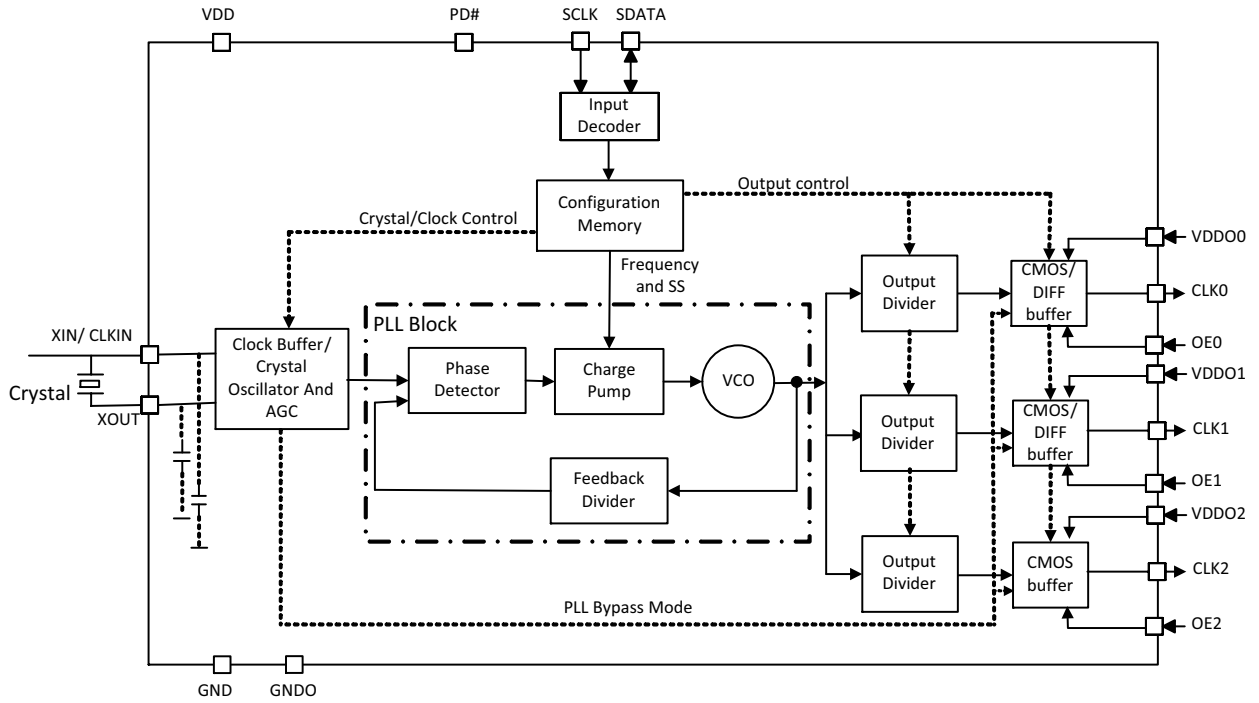 VDD
PD#
SCLK
SDATA
Input
Decoder
Configuration
Memory
Output control
Crystal/Clock Control
Frequency
and SS
VDDO0
CMOS/
DIFF
buffer
Output
Divider
CLK0
OE0
PLL Block
XIN/ CLKIN
Clock Buffer/
Crystal
Oscillator And
AGC
Phase
Detector
Charge
Pump
VCO
Crystal
XOUT
VDDO1
CMOS/
DIFF
buffer
Output
Divider
CLK1
OE1
Feedback
Divider
VDDO2
Output
Divider
CMOS
buffer
CLK2
PLL Bypass Mode
OE2
GND
GNDO